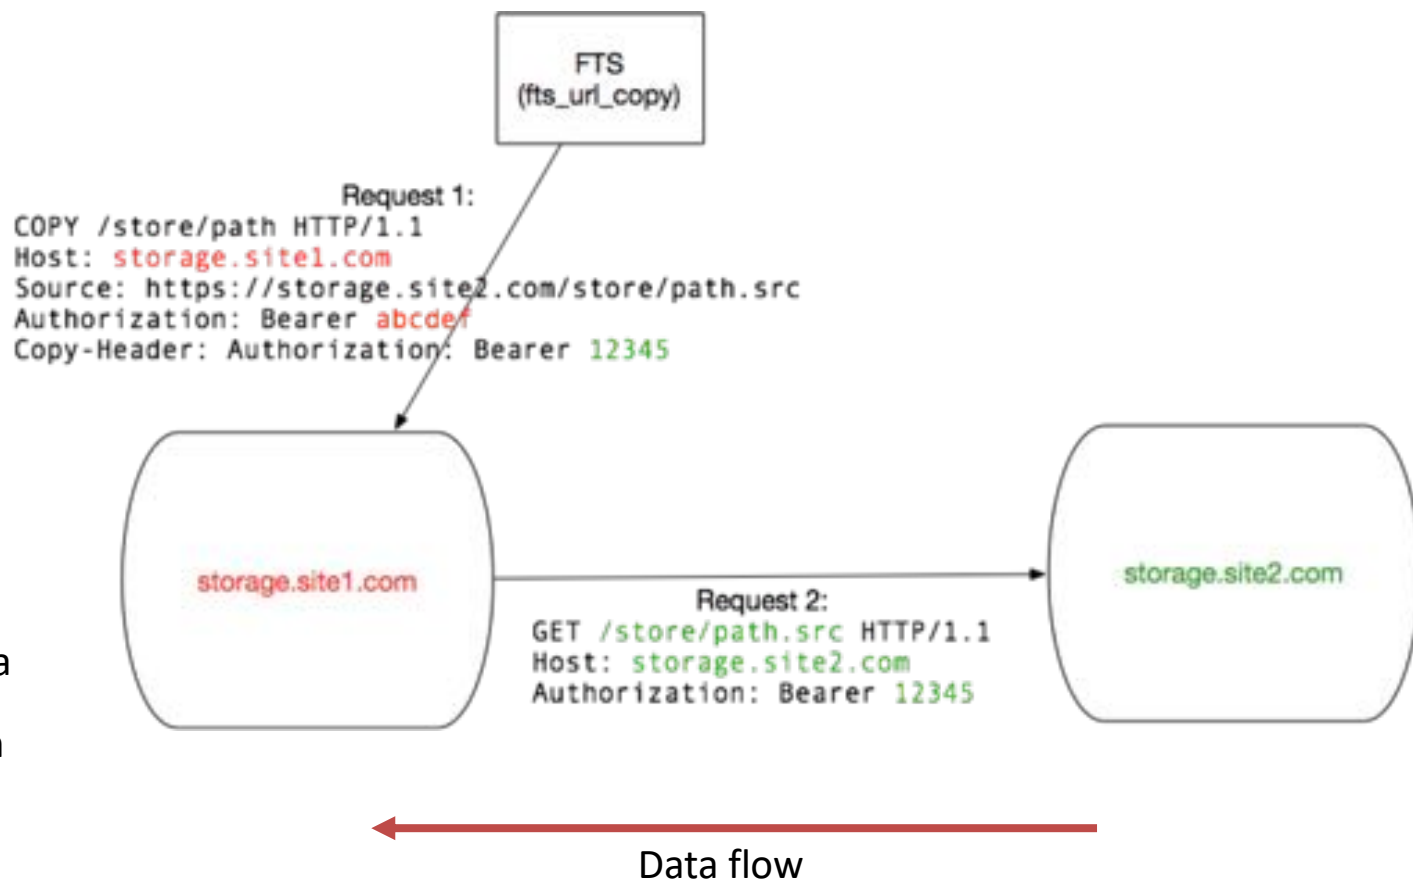 FTS
(fts_url_copy)
Request 1:
COPY /store/path HTTP/1.1
Host: storage.site1.com
Source: https://storage.site2.com/store/path.src
Authorization: Bearer abcdef
Copy-Header: Authorization: Bearer 12345
storage.site1.com
storage.site2.com
Request 2:
GET /store/path.src HTTP/1.1
Host: storage.site2.com
Authorization: Bearer 12345
a
Data flow